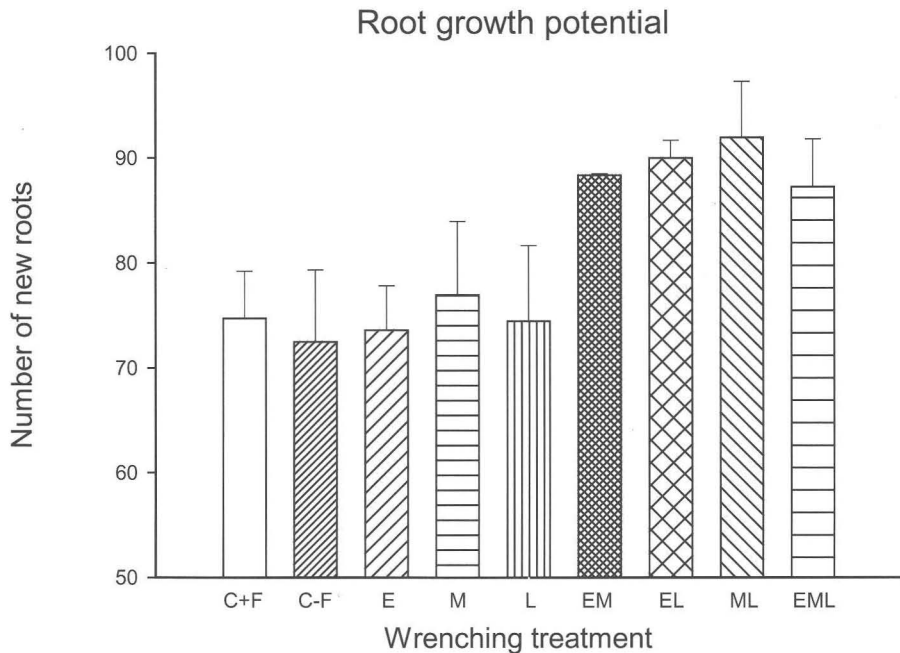 Root growth potential
100
90
80
70
60
50
Number of new roots
C+F C-F E M L EM EL ML EML
Wrenching treatment